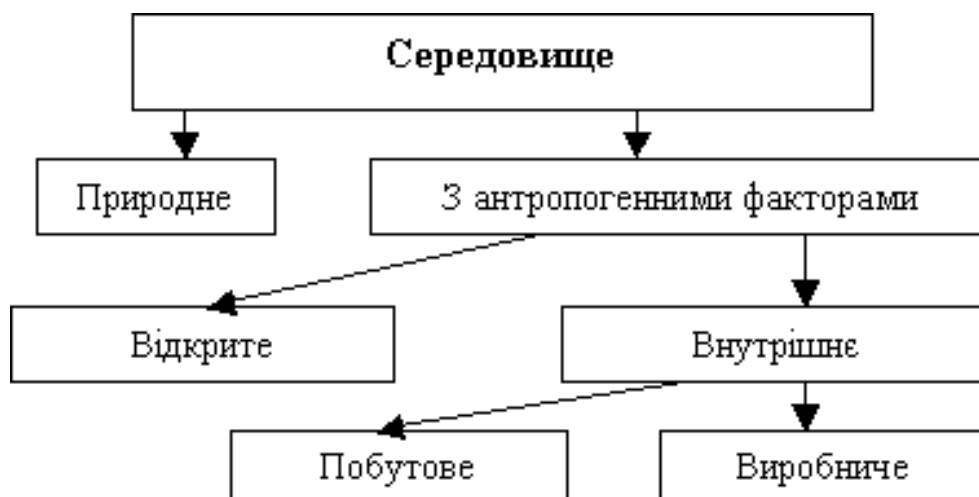 Середовище
Природне
З антропогенними факторами
Відкрите
Внутрішнє
Побутове
Виробниче